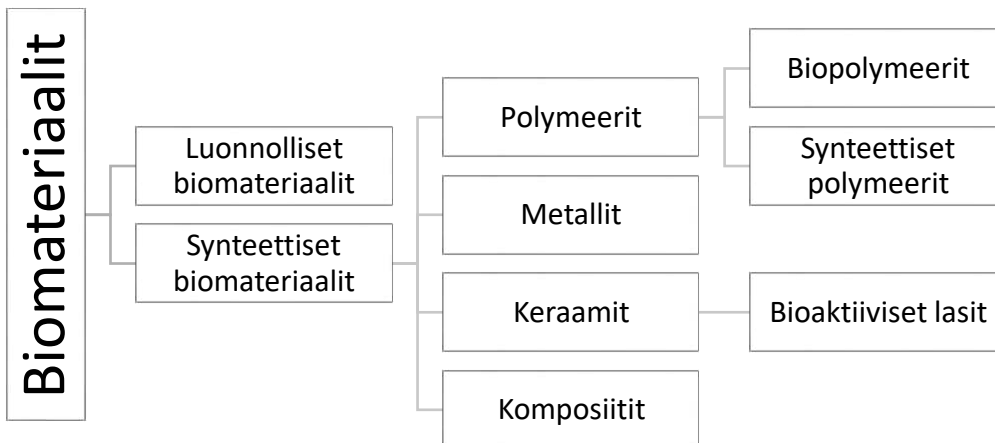 Biomateriaalit
Luonnolliset
biomateriaalit
Synteettiset
biomateriaalit
Polymeerit
Metallit
Keraamit
Komposiitit
Biopolymeerit
Synteettiset
polymeerit
Bioaktiiviset lasit